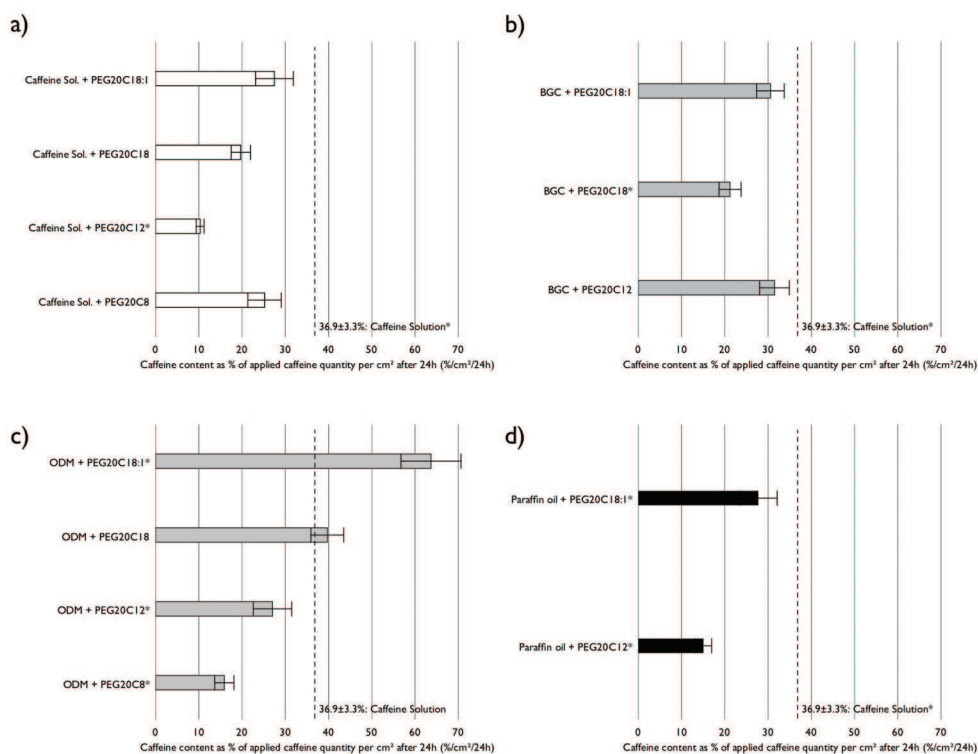 a)
Caffeine Sol. + PEG20C18:1
Caffeine Sol. + PEG20C18
Caffeine Sol. + PEG20C12*
Caffeine Sol. + PEG20C8
36.9±3.3%: Caffeine Solution*
0 10 20 30 40 50 60 70
Caffeine content as % of applied caffeine quantity per cm² after 24h (%/cm²/24h)
b)
BGC + PEG20C18:1
BGC + PEG20C18*
BGC + PEG20C12
36.9±3.3%: Caffeine Solution*
0 10 20 30 40 50 60 70
Caffeine content as % of applied caffeine quantity per cm² after 24h (%/cm²/24h)
c)
ODM + PEG20C18:1*
ODM + PEG20C18
ODM + PEG20C12*
ODM + PEG20C8*
36.9±3.3%: Caffeine Solution
0 10 20 30 40 50 60 70
Caffeine content as % of applied caffeine quantity per cm² after 24h (%/cm²/24h)
d)
Paraffin oil + PEG20C18:1*
Paraffin oil + PEG20C12*
36.9±3.3%: Caffeine Solution*
0 10 20 30 40 50 60 70
Caffeine content as % of applied caffeine quantity per cm² after 24h (%/cm²/24h)